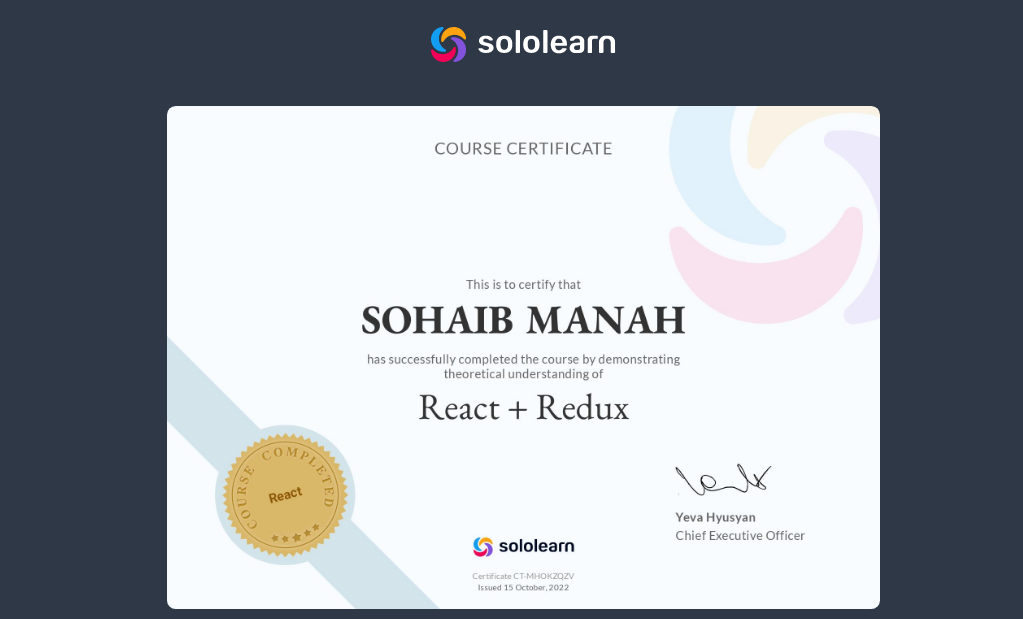 sololearn
COURSE CERTIFICATE
This is to certify that
SOHAIB MANAH
has successfully completed the course by demonstrating
theoretical understanding of
React + Redux
COURSE COMPLETED
React
Yeva Hyusyan
Chief Executive Officer
sololearn
Certificate CT-MHOKZQZV
Issued 15 October, 2022